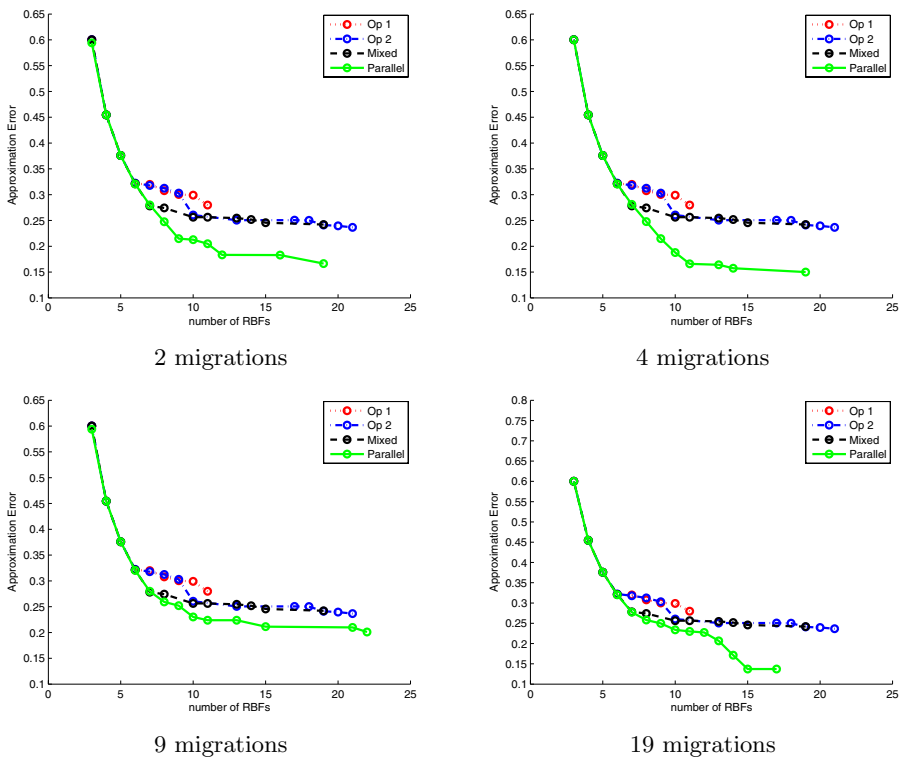 0.65
0.6
0.55
0.5
0.45
0.4
0.35
0.3
0.25
0.2
0.15
0.1
Approximation Error
0 5 10 15 20 25
number of RBFs
Op 1
Op 2
Mixed
Parallel
2 migrations
0.65
0.6
0.55
0.5
0.45
0.4
0.35
0.3
0.25
0.2
0.15
0.1
Approximation Error
0 5 10 15 20 25
number of RBFs
Op 1
Op 2
Mixed
Parallel
4 migrations
0.65
0.6
0.55
0.5
0.45
0.4
0.35
0.3
0.25
0.2
0.15
0.1
Approximation Error
0 5 10 15 20 25
number of RBFs
Op 1
Op 2
Mixed
Parallel
9 migrations
0.8
0.75
0.7
0.65
0.6
0.55
0.5
0.45
0.4
0.35
0.3
0.25
0.2
0.15
0.1
Approximation Error
0 5 10 15 20 25
number of RBFs
Op 1
Op 2
Mixed
Parallel
19 migrations